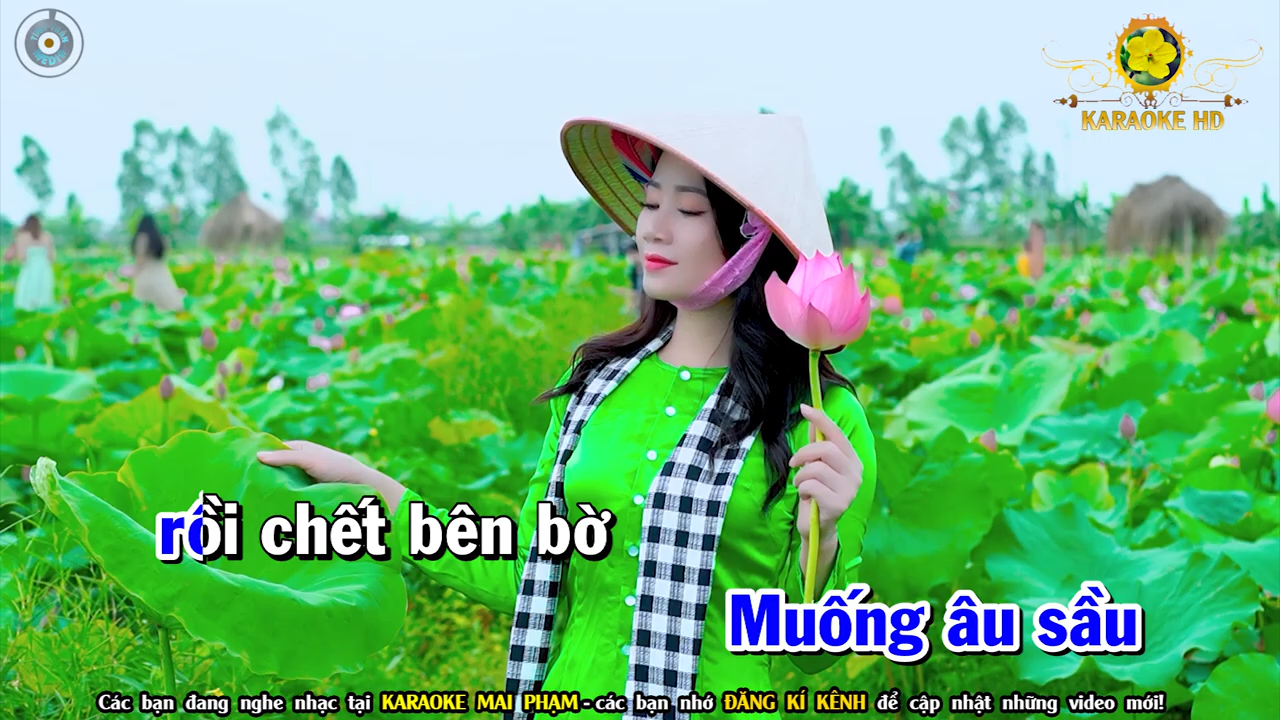 KARAOKE HD
rồi chết bên bờ
Muống âu sầu
Các bạn đang nghe nhạc tại KARAOKE MAI PHẠM - các bạn nhớ ĐĂNG KÍ KÊNH để cập nhật những video mới!